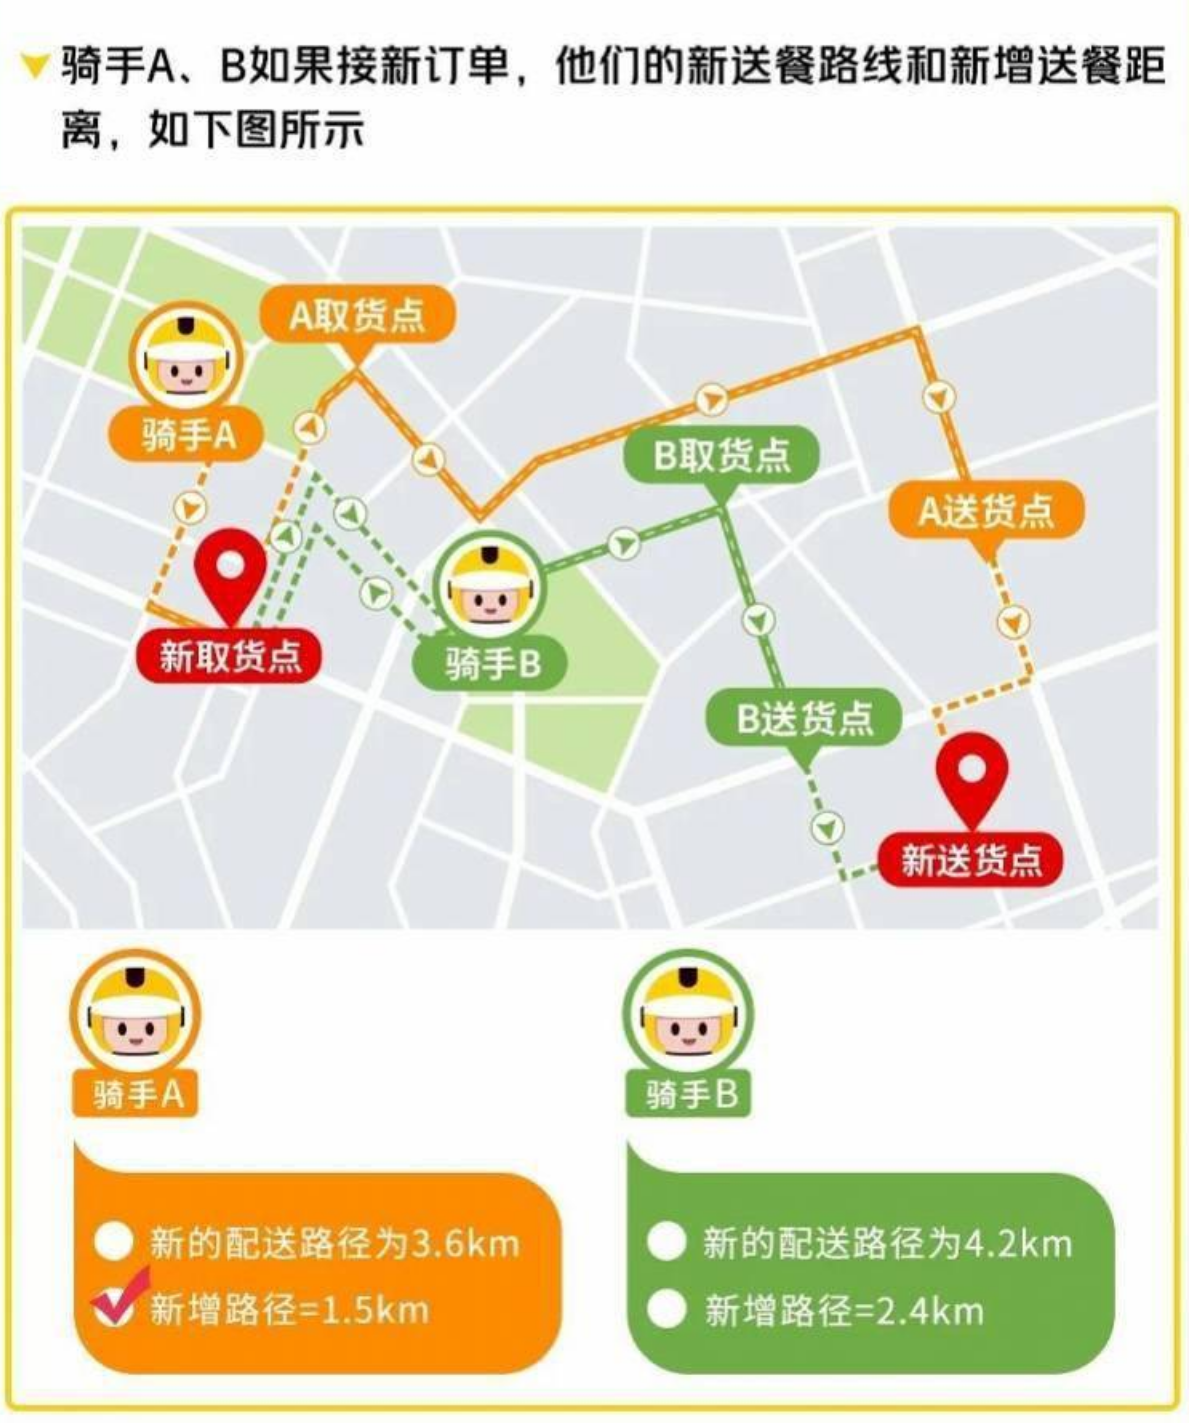 骑手A、B如果接新订单，他们的新送餐路线和新增送餐距
离，如下图所示
A取货点
骑手A
B取货点
A送货点
新取货点
骑手B
B送货点
新送货点
骑手A
新的配送路径为3.6km
新增路径=1.5km
骑手B
新的配送路径为4.2km
新增路径=2.4km